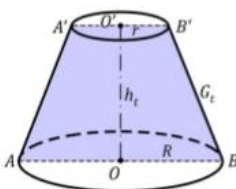 A' O' B'
r
h_t G_t
A O R B